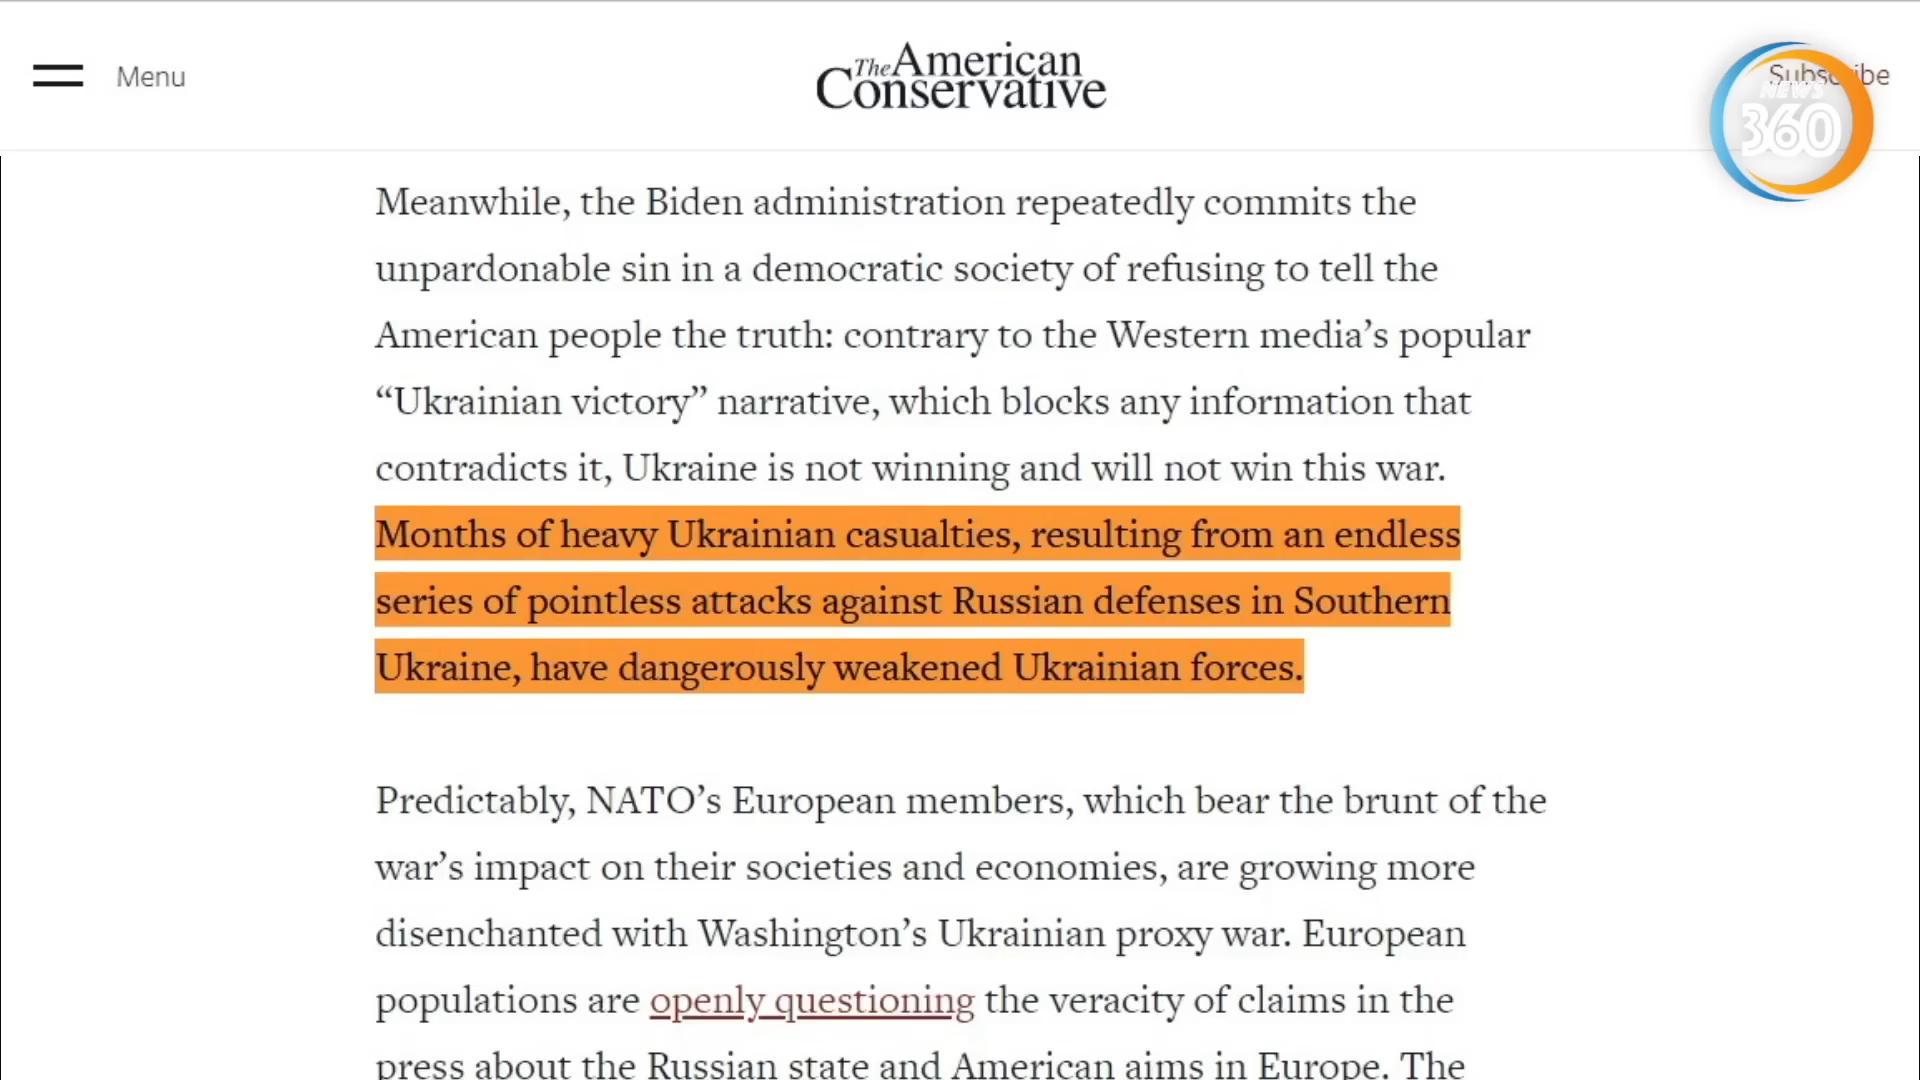 Menu
The American
Conservative
Subscribe
NEWS
360
Meanwhile, the Biden administration repeatedly commits the
unpardonable sin in a democratic society of refusing to tell the
American people the truth: contrary to the Western media’s popular
“Ukrainian victory” narrative, which blocks any information that
contradicts it, Ukraine is not winning and will not win this war.
Months of heavy Ukrainian casualties, resulting from an endless
series of pointless attacks against Russian defenses in Southern
Ukraine, have dangerously weakened Ukrainian forces.
Predictably, NATO’s European members, which bear the brunt of the
war’s impact on their societies and economies, are growing more
disenchanted with Washington’s Ukrainian proxy war. European
populations are openly questioning the veracity of claims in the
press about the Russian state and American aims in Europe. The